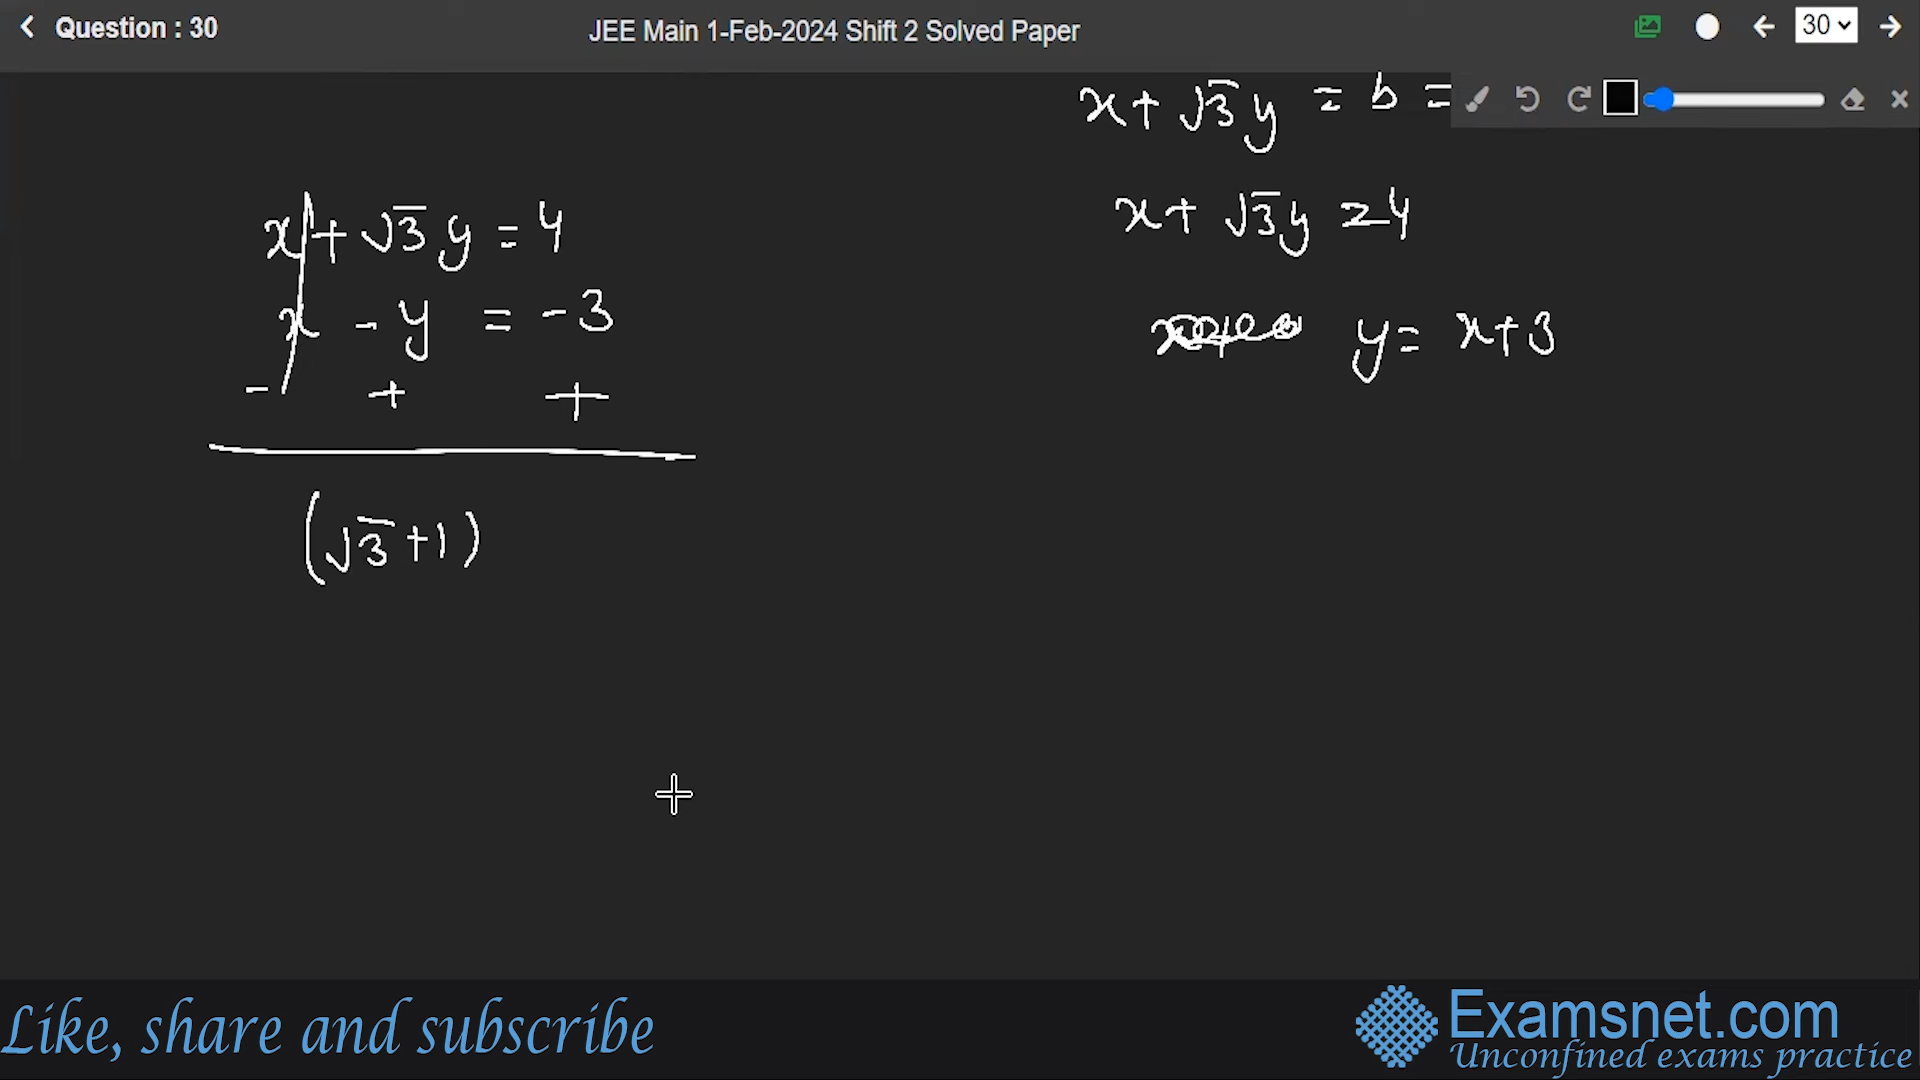 Question : 30
JEE Main 1-Feb-2024 Shift 2 Solved Paper
30
x + √3 y = b =
x + √3 y = 4
y = x + 3
x + √3 y = 4
x - y = -3
- + +
(√3 + 1)
Like, share and subscribe
Examsnet.com
Unconfined exams practice